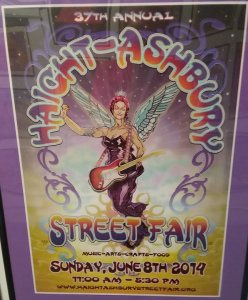 37TH ANNUAL
HAIGHT-ASHBURY
STREET FAIR
MUSIC-ARTS-CRAFTS-FOOD
SUNDAY, JUNE 8TH 2014
11:00 AM - 5:30 PM
WWW.HAIGHTASHBURYSTREETFAIR.ORG